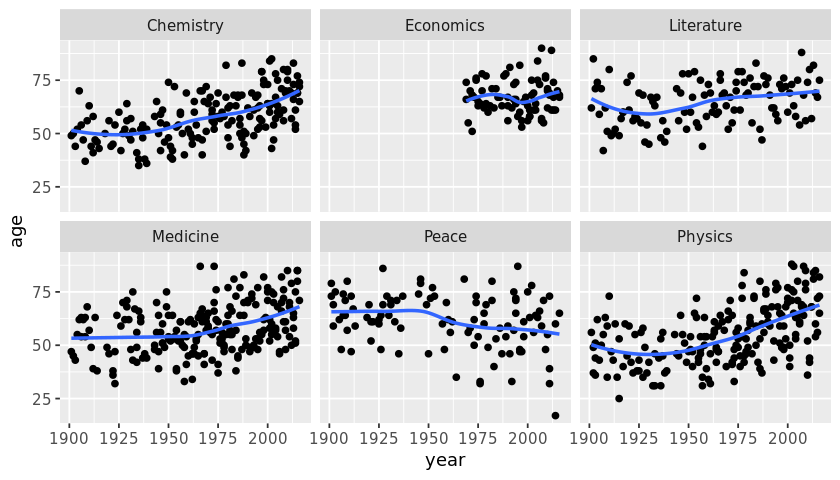 Chemistry
Economics
Literature
75
50
25
Medicine
Peace
Physics
75
50
25
1900 1925 1950 1975 2000 1900 1925 1950 1975 2000 1900 1925 1950 1975 2000
year
age